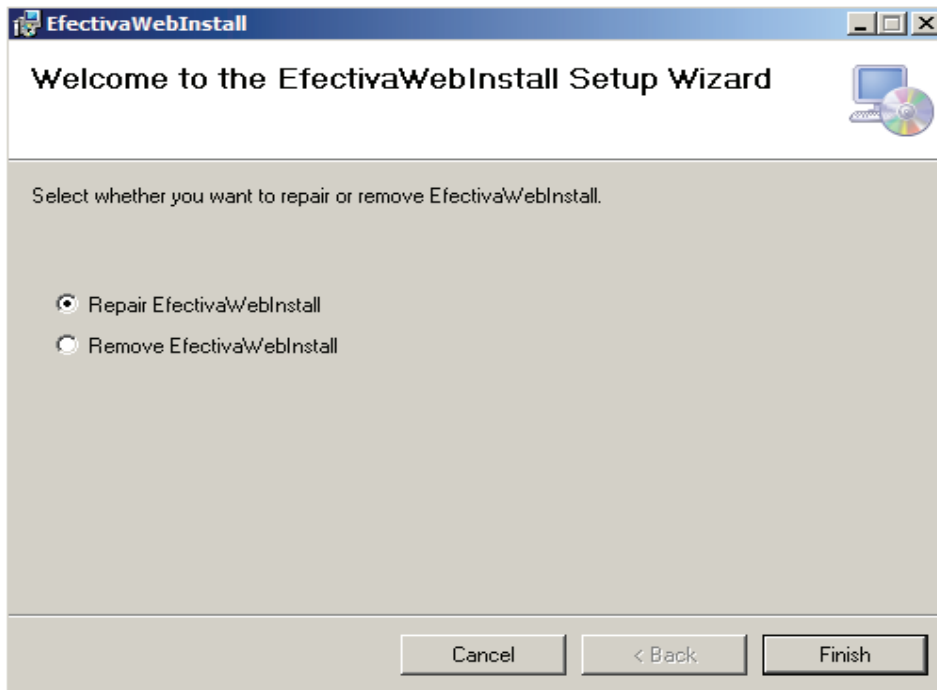 EfectivaWebInstall
Welcome to the EfectivaWebInstall Setup Wizard
Select whether you want to repair or remove EfectivaWebInstall.
Repair EfectivaWebInstall
Remove EfectivaWebInstall
Cancel
< Back
Finish